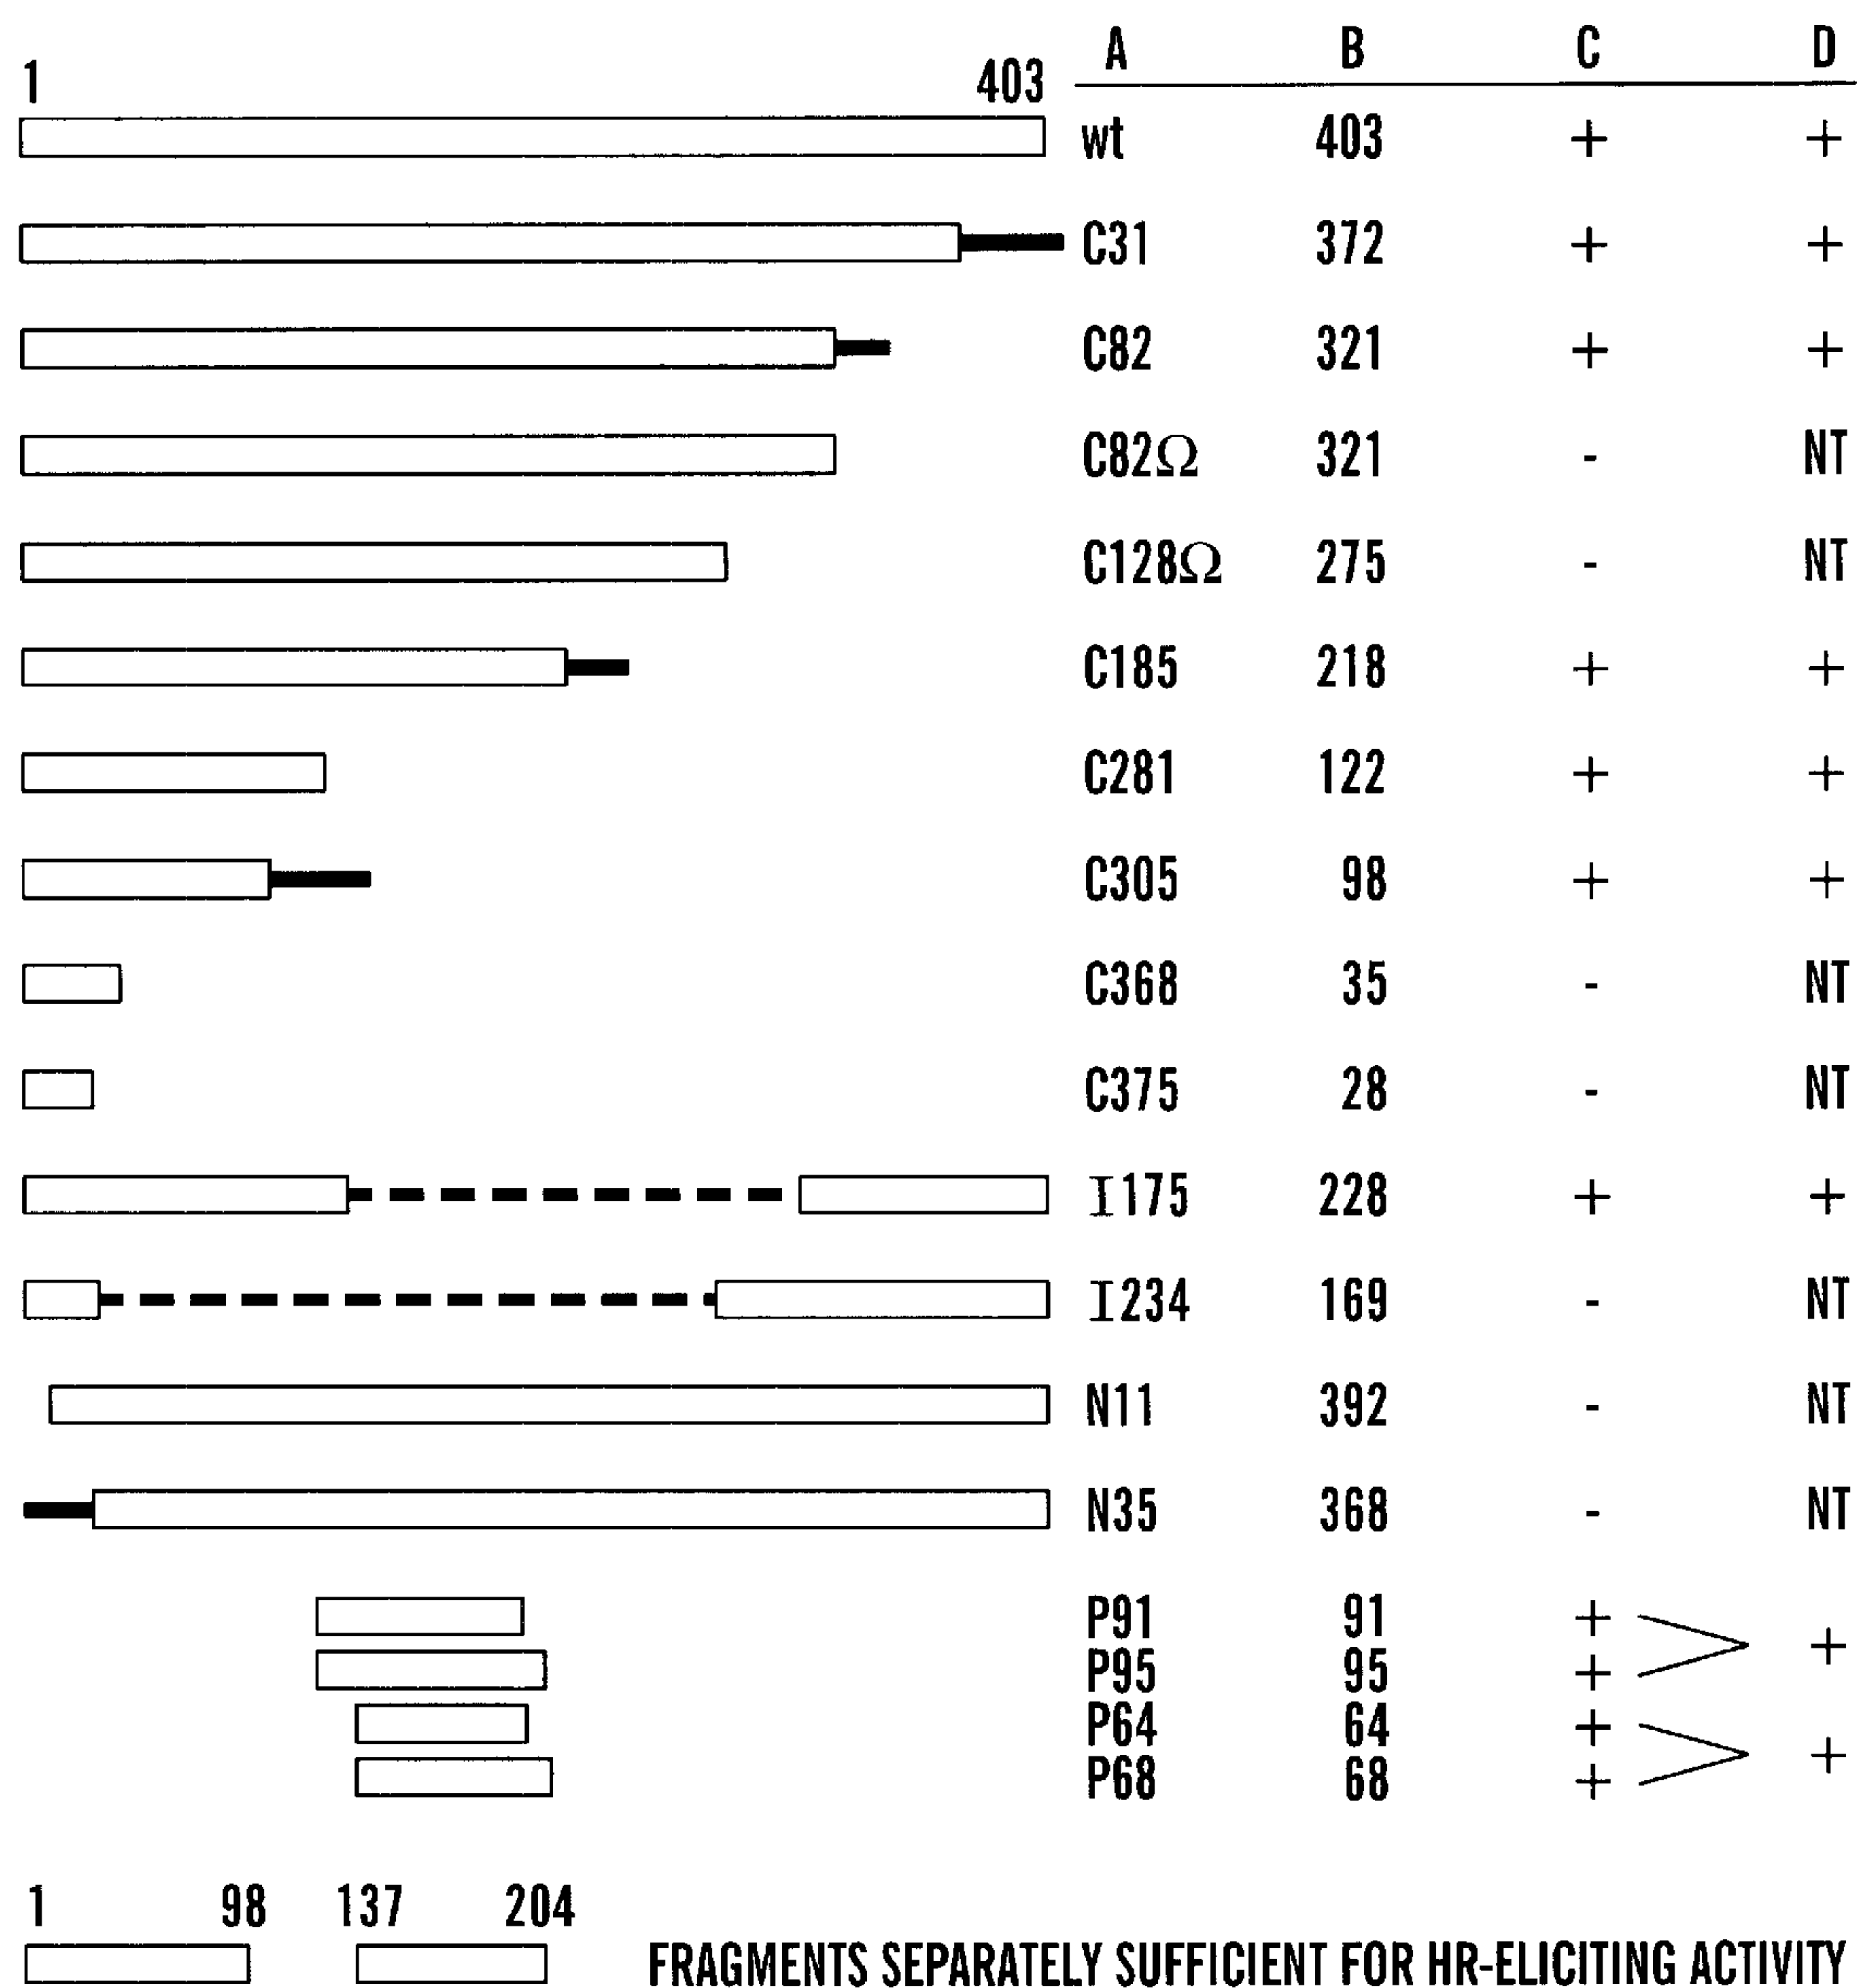 A B C D
1 403
wt 403 + +
C31 372 + +
C82 321 + +
C82Ω 321 - NT
C128Ω 275 - NT
C185 218 + +
C281 122 + +
C305 98 + +
C368 35 - NT
C375 28 - NT
I175 228 + +
I234 169 - NT
N11 392 - NT
N35 368 - NT
P91 91 +
+
P95 95 +
P64 64 +
+
P68 68 +
1 98 137 204
FRAGMENTS SEPARATELY SUFFICIENT FOR HR-ELICITING ACTIVITY